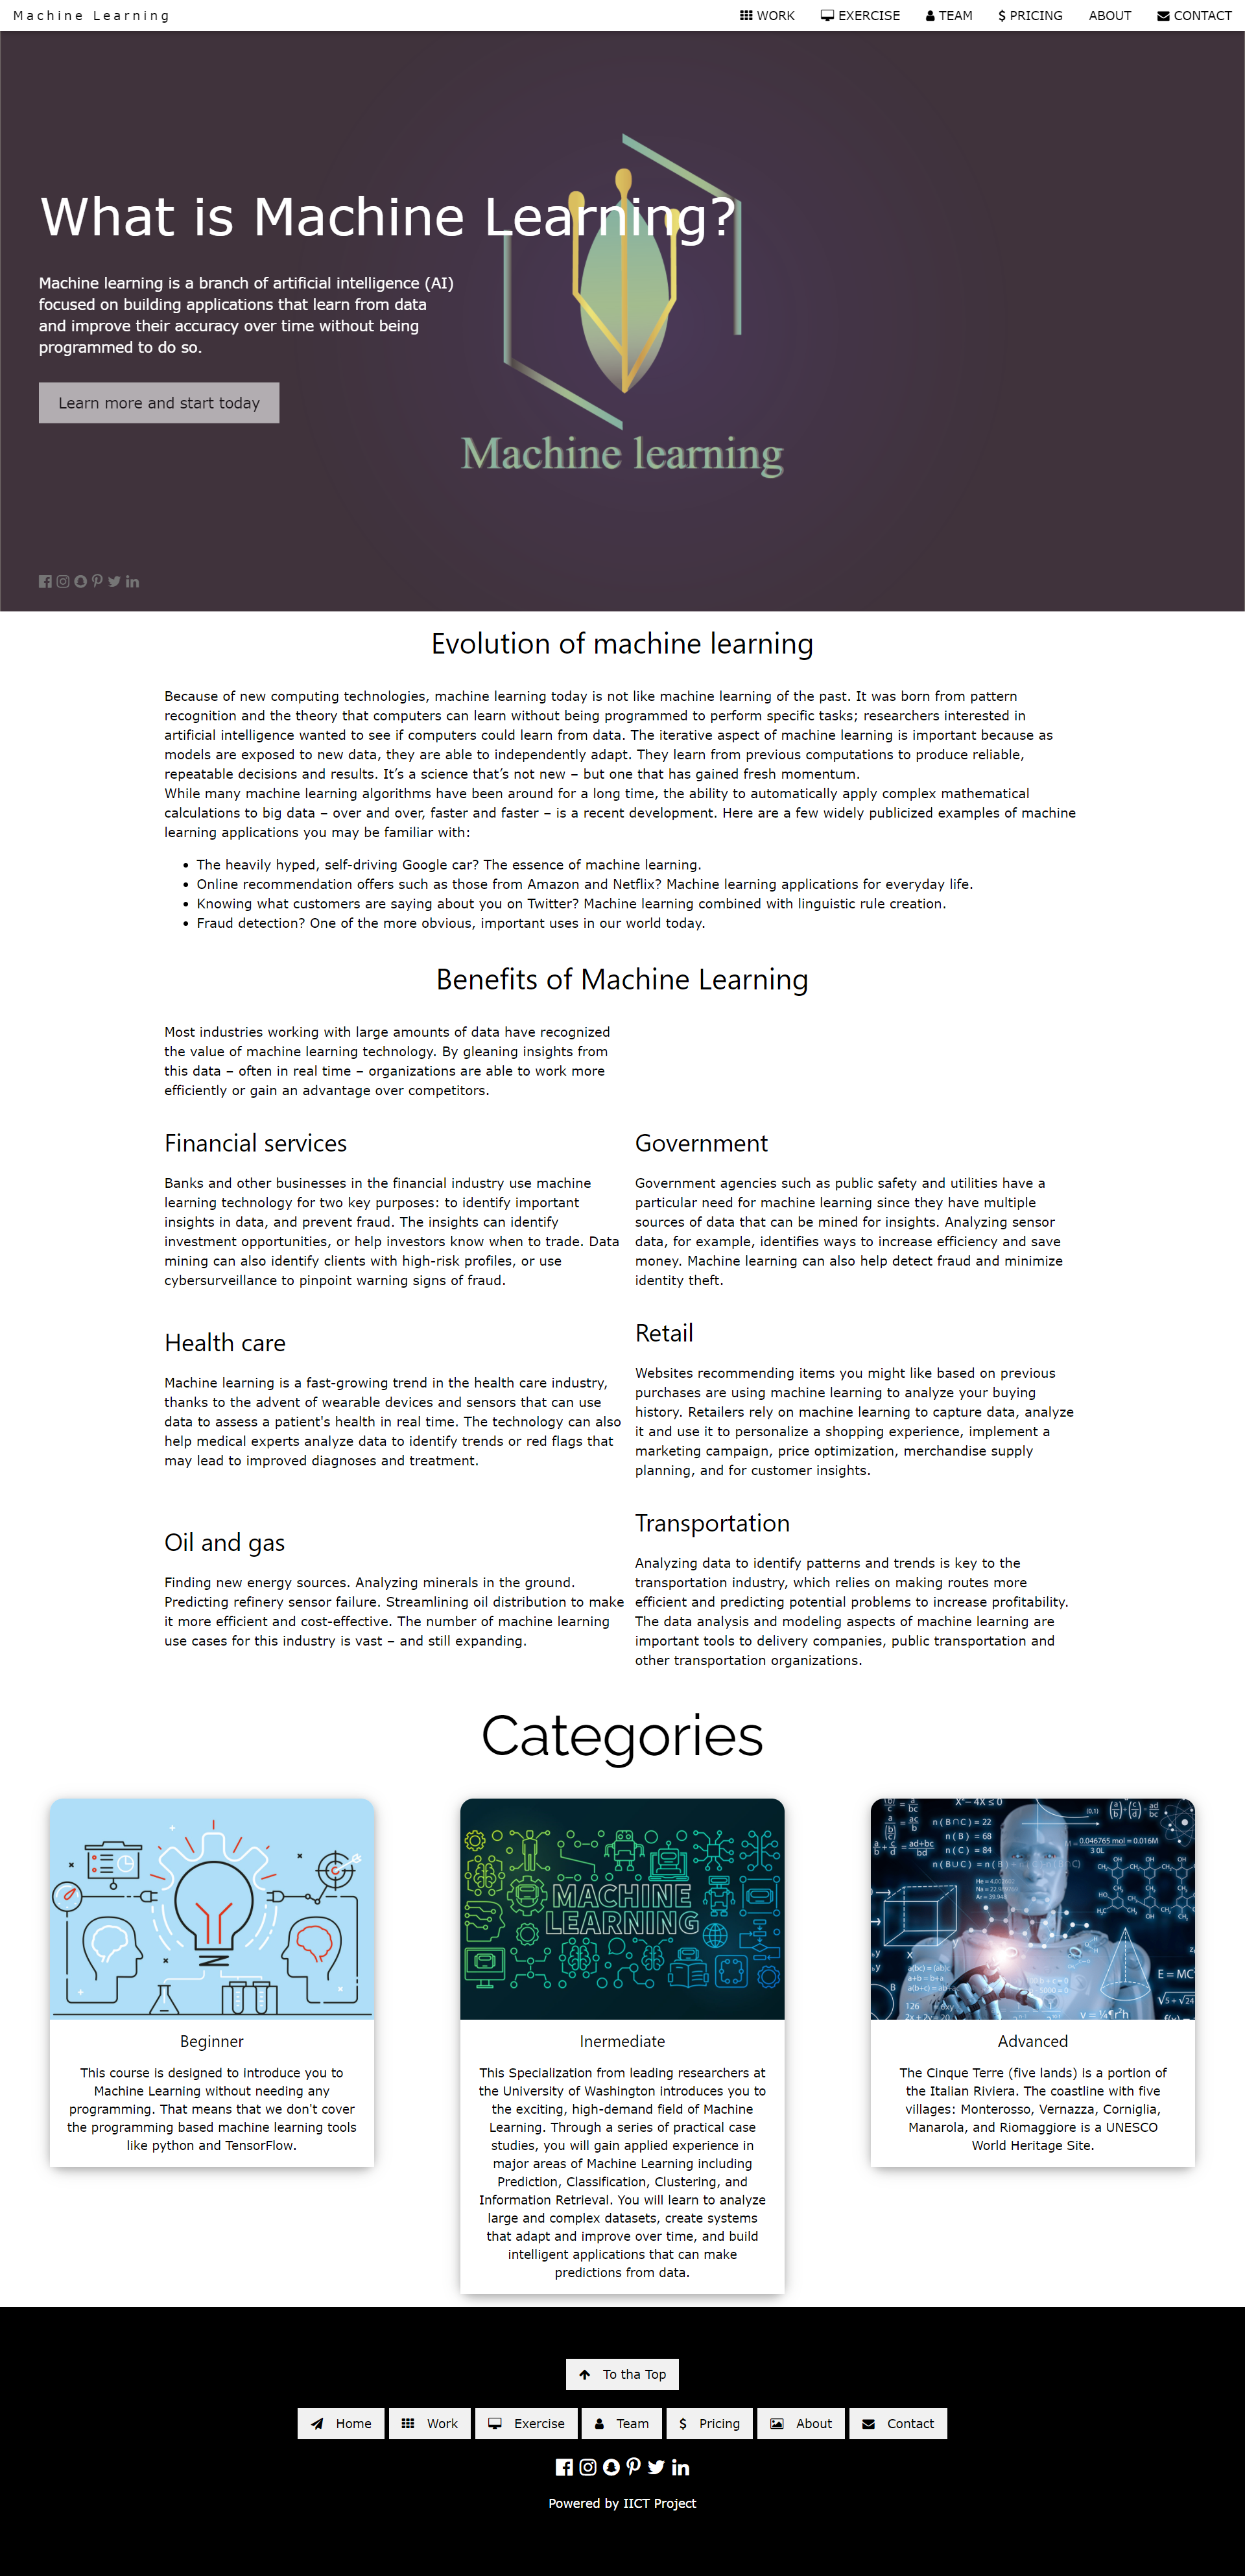 Machine Learning
WORK
EXERCISE
TEAM
PRICING
ABOUT
CONTACT
What is Machine Learning?
Machine learning is a branch of artificial intelligence (AI)
focused on building applications that learn from data
and improve their accuracy over time without being
programmed to do so.
Learn more and start today
Machine learning
Evolution of machine learning
Because of new computing technologies, machine learning today is not like machine learning of the past. It was born from pattern
recognition and the theory that computers can learn without being programmed to perform specific tasks; researchers interested in
artificial intelligence wanted to see if computers could learn from data. The iterative aspect of machine learning is important because as
models are exposed to new data, they are able to independently adapt. They learn from previous computations to produce reliable,
repeatable decisions and results. It’s a science that’s not new – but one that has gained fresh momentum.
While many machine learning algorithms have been around for a long time, the ability to automatically apply complex mathematical
calculations to big data – over and over, faster and faster – is a recent development. Here are a few widely publicized examples of machine
learning applications you may be familiar with:
• The heavily hyped, self-driving Google car? The essence of machine learning.
• Online recommendation offers such as those from Amazon and Netflix? Machine learning applications for everyday life.
• Knowing what customers are saying about you on Twitter? Machine learning combined with linguistic rule creation.
• Fraud detection? One of the more obvious, important uses in our world today.
Benefits of Machine Learning
Most industries working with large amounts of data have recognized
the value of machine learning technology. By gleaning insights from
this data – often in real time – organizations are able to work more
efficiently or gain an advantage over competitors.
Financial services
Banks and other businesses in the financial industry use machine
learning technology for two key purposes: to identify important
insights in data, and prevent fraud. The insights can identify
investment opportunities, or help investors know when to trade. Data
mining can also identify clients with high-risk profiles, or use
cybersurveillance to pinpoint warning signs of fraud.
Government
Government agencies such as public safety and utilities have a
particular need for machine learning since they have multiple
sources of data that can be mined for insights. Analyzing sensor
data, for example, identifies ways to increase efficiency and save
money. Machine learning can also help detect fraud and minimize
identity theft.
Health care
Machine learning is a fast-growing trend in the health care industry,
thanks to the advent of wearable devices and sensors that can use
data to assess a patient's health in real time. The technology can also
help medical experts analyze data to identify trends or red flags that
may lead to improved diagnoses and treatment.
Retail
Websites recommending items you might like based on previous
purchases are using machine learning to analyze your buying
history. Retailers rely on machine learning to capture data, analyze
it and use it to personalize a shopping experience, implement a
marketing campaign, price optimization, merchandise supply
planning, and for customer insights.
Oil and gas
Finding new energy sources. Analyzing minerals in the ground.
Predicting refinery sensor failure. Streamlining oil distribution to make
it more efficient and cost-effective. The number of machine learning
use cases for this industry is vast – and still expanding.
Transportation
Analyzing data to identify patterns and trends is key to the
transportation industry, which relies on making routes more
efficient and predicting potential problems to increase profitability.
The data analysis and modeling aspects of machine learning are
important tools to delivery companies, public transportation and
other transportation organizations.
Categories
MACHINE
LEARNING
X²- 4X ≤ 0
n ( B ∩ C ) = 22
n ( B ) = 68
n ( C ) = 84
0.046765 mol = 0.016M
3.0L
E = MC
Beginner
This course is designed to introduce you to
Machine Learning without needing any
programming. That means that we don't cover
the programming based machine learning tools
like python and TensorFlow.
Inermediate
This Specialization from leading researchers at
the University of Washington introduces you to
the exciting, high-demand field of Machine
Learning. Through a series of practical case
studies, you will gain applied experience in
major areas of Machine Learning including
Prediction, Classification, Clustering, and
Information Retrieval. You will learn to analyze
large and complex datasets, create systems
that adapt and improve over time, and build
intelligent applications that can make
predictions from data.
Advanced
The Cinque Terre (five lands) is a portion of
the Italian Riviera. The coastline with five
villages: Monterosso, Vernazza, Corniglia,
Manarola, and Riomaggiore is a UNESCO
World Heritage Site.
To tha Top
Home
Work
Exercise
Team
Pricing
About
Contact
Powered by IICT Project